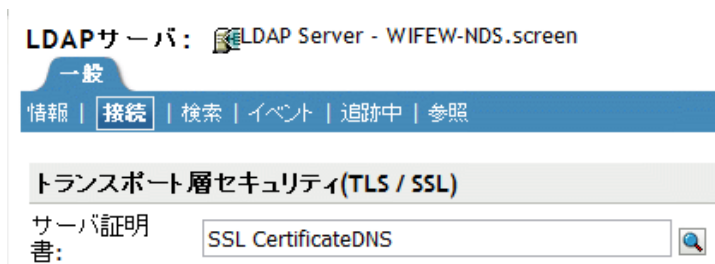 LDAPサーバ: LDAP Server - WIFEW-NDS.screen
一般
情報 | 接続 | 検索 | イベント | 追跡中 | 参照
トランスポート層セキュリティ(TLS / SSL)
サーバ証明
書: SSL CertificateDNS